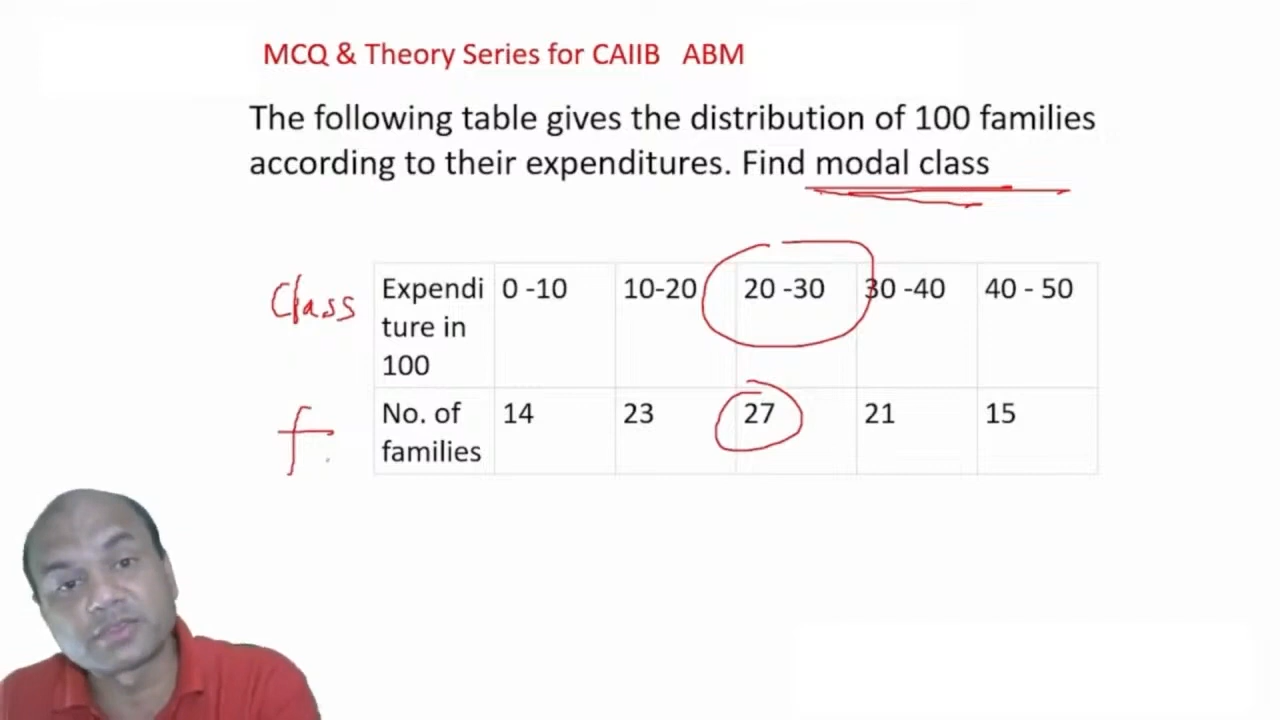 MCQ & Theory Series for CAIIB ABM
The following table gives the distribution of 100 families
according to their expenditures. Find modal class
Class
Expendi 0 -10 10-20 20 -30 30 -40 40 - 50
ture in
100
f
No. of 14 23 27 21 15
families